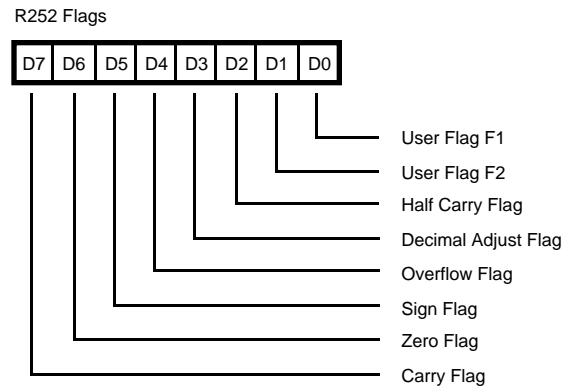 R252 Flags
D7 D6 D5 D4 D3 D2 D1 D0
User Flag F1
User Flag F2
Half Carry Flag
Decimal Adjust Flag
Overflow Flag
Sign Flag
Zero Flag
Carry Flag